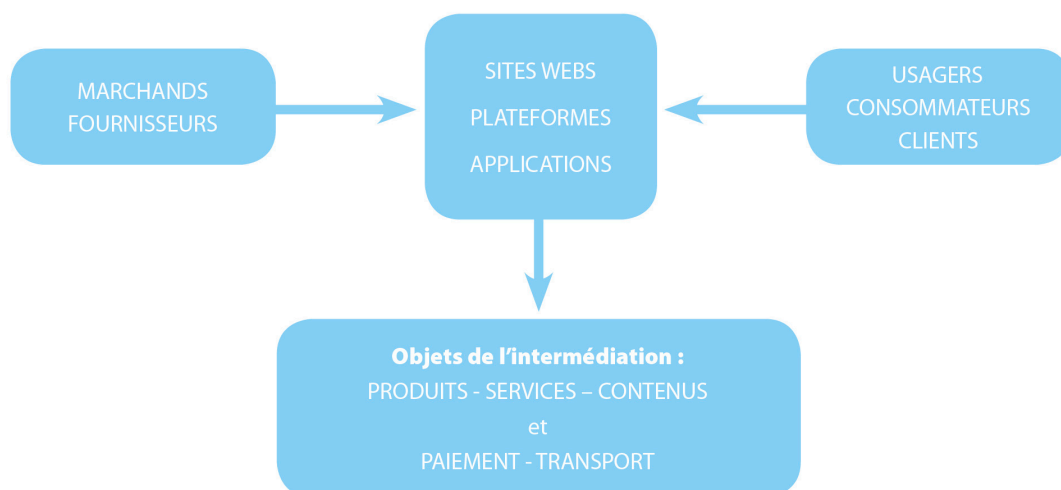 MARCHANDS
FOURNISSEURS
SITES WEBS
PLATEFORMES
APPLICATIONS
USAGERS
CONSOMMATEURS
CLIENTS
Objets de l’intermédiation :
PRODUITS - SERVICES – CONTENUS
et
PAIEMENT - TRANSPORT